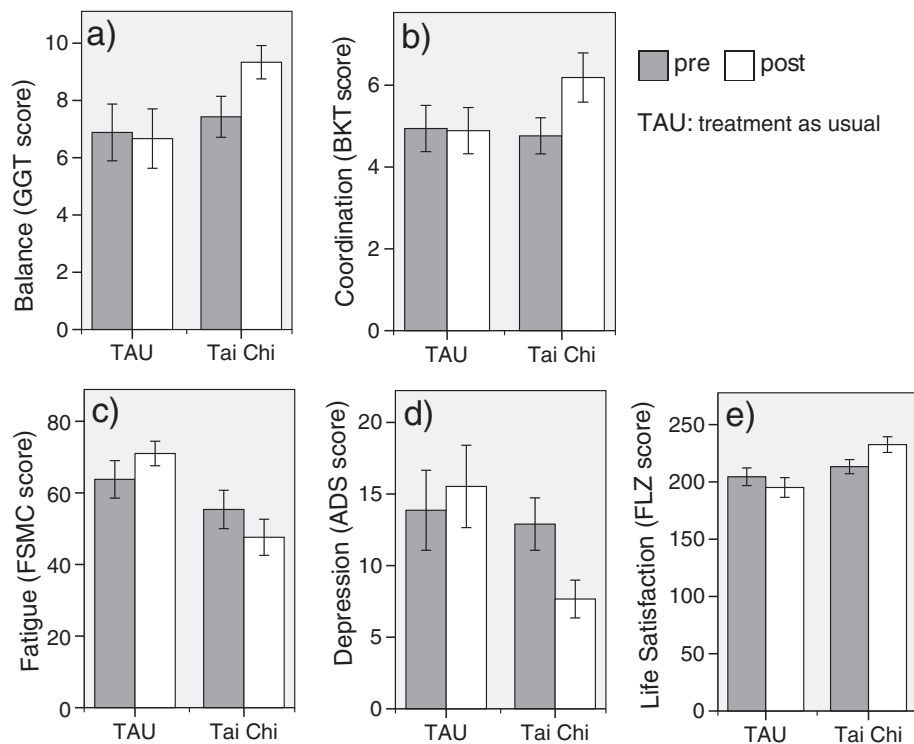 a)
Balance (GGT score)
10
8
6
4
2
0
TAU Tai Chi
b)
Coordination (BKT score)
6
4
2
0
TAU Tai Chi
pre post
TAU: treatment as usual
c)
Fatigue (FSMC score)
80
60
40
20
0
TAU Tai Chi
d)
Depression (ADS score)
20
15
10
5
0
TAU Tai Chi
e)
Life Satisfaction (FLZ score)
250
200
150
100
50
0
TAU Tai Chi